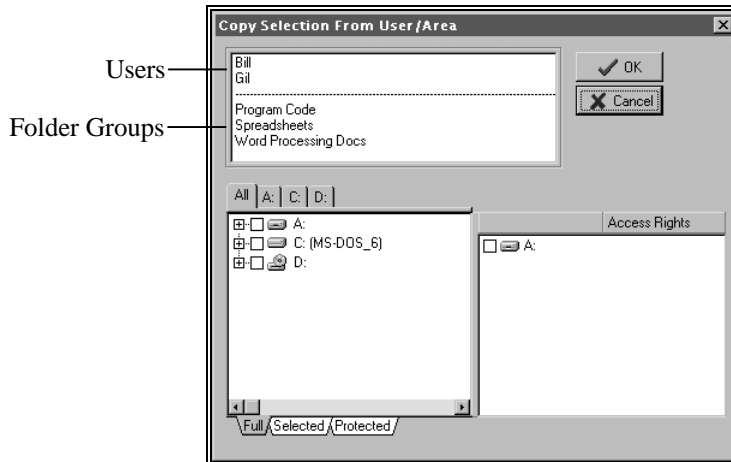 Copy Selection From User/Area
Users
Bill
Gil
OK
Cancel
Folder Groups
Program Code
Spreadsheets
Word Processing Docs
All A: C: D:
A:
C: (MS-DOS_6)
D:
Access Rights
A:
Full Selected Protected